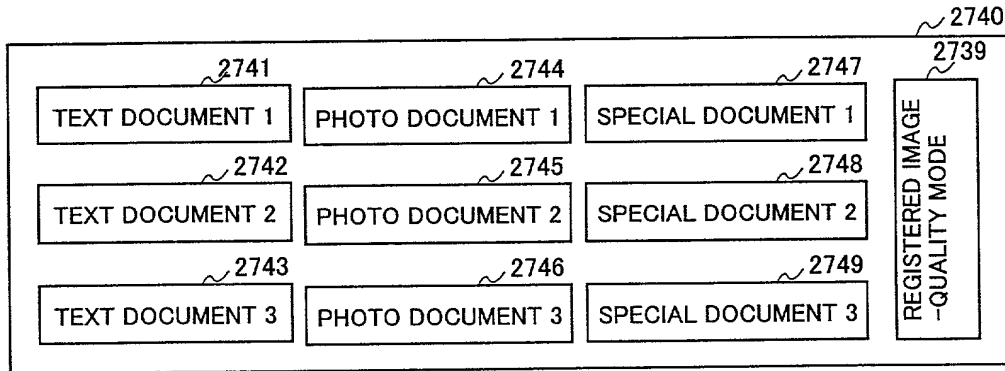 2740
2741 2744 2747 2739
TEXT DOCUMENT 1 PHOTO DOCUMENT 1 SPECIAL DOCUMENT 1
2742 2745 2748
TEXT DOCUMENT 2 PHOTO DOCUMENT 2 SPECIAL DOCUMENT 2
2743 2746 2749
TEXT DOCUMENT 3 PHOTO DOCUMENT 3 SPECIAL DOCUMENT 3
REGISTERED IMAGE
-QUALITY MODE